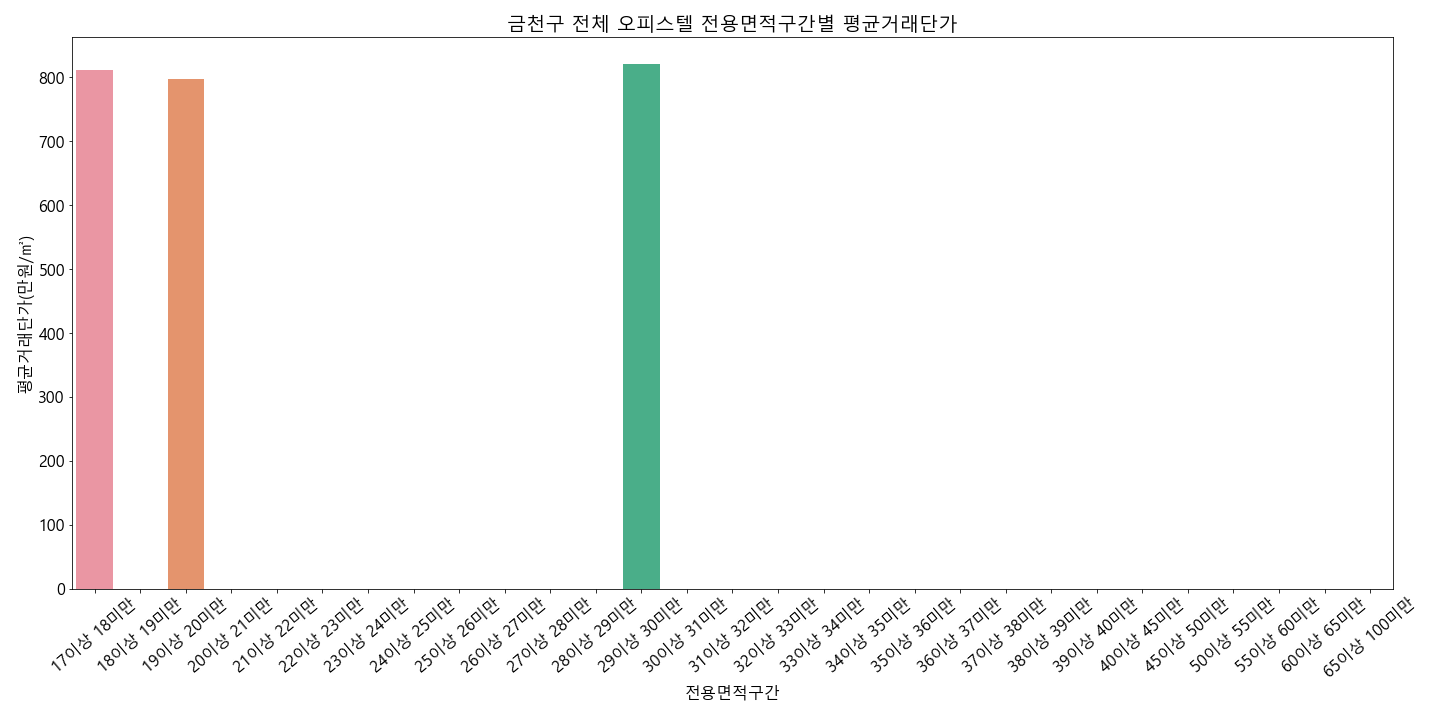 금천구 전체 오피스텔 전용면적구간별 평균거래단가
평균거래단가(만원/㎡)
800
700
600
500
400
300
200
100
0
17이상 18미만
18이상 19미만
19이상 20미만
20이상 21미만
21이상 22미만
22이상 23미만
23이상 24미만
24이상 25미만
25이상 26미만
26이상 27미만
27이상 28미만
28이상 29미만
29이상 30미만
30이상 31미만
31이상 32미만
32이상 33미만
33이상 34미만
34이상 35미만
35이상 36미만
36이상 37미만
37이상 38미만
38이상 39미만
39이상 40미만
40이상 45미만
45이상 50미만
50이상 55미만
55이상 60미만
60이상 65미만
65이상 100미만
전용면적구간